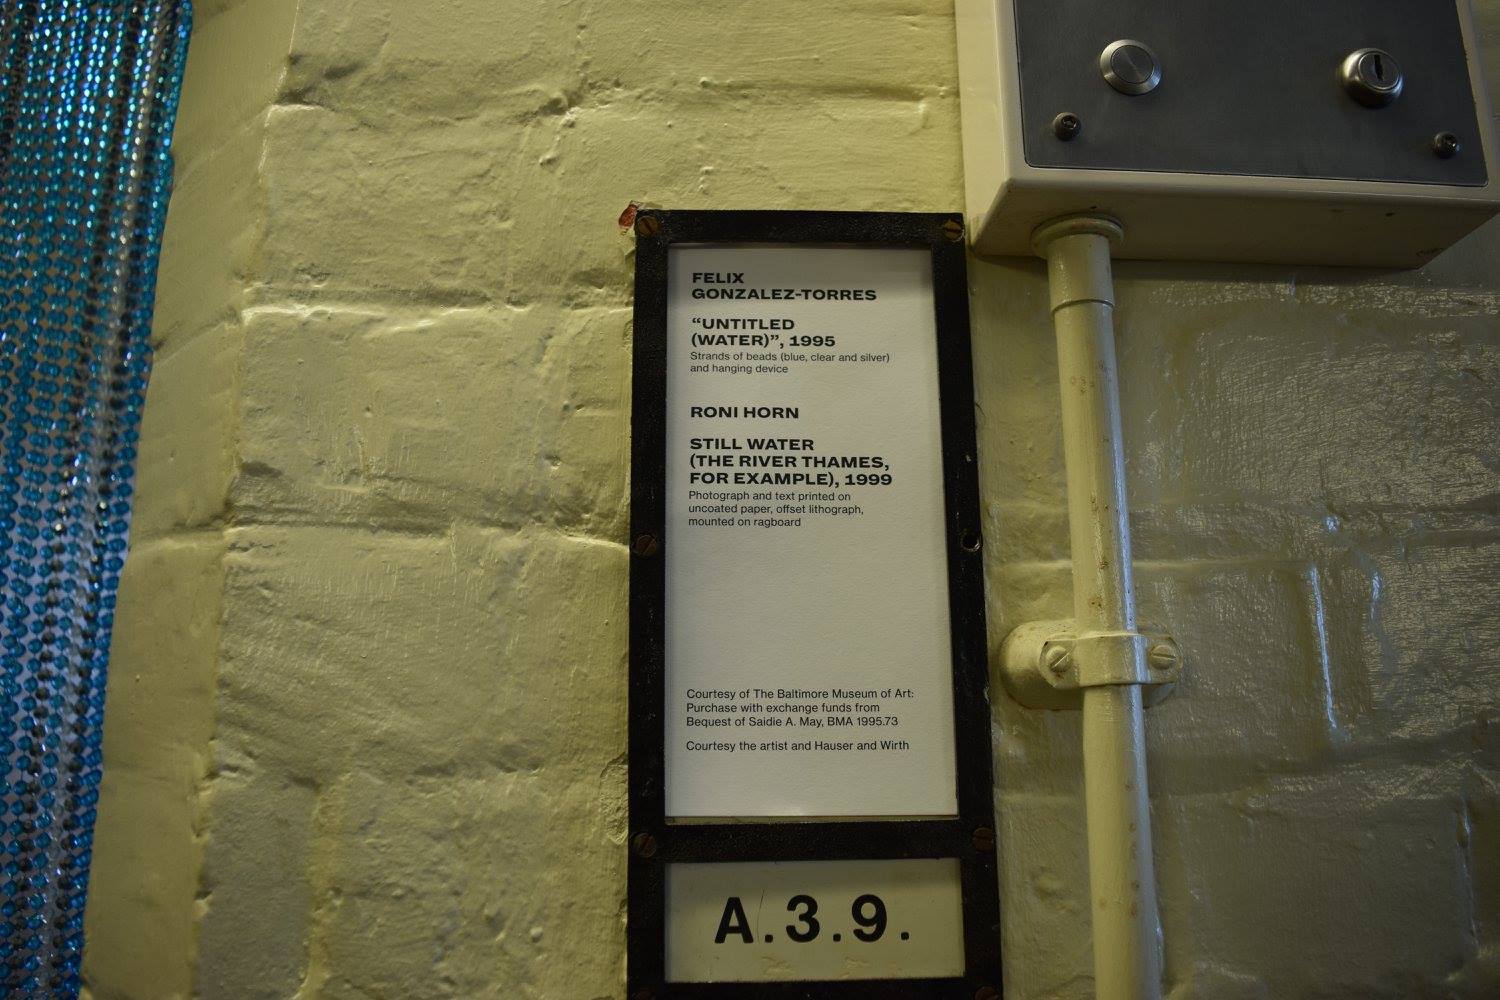 FELIX
GONZALEZ-TORRES
“UNTITLED
(WATER)”, 1995
Strands of beads (blue, clear and silver)
and hanging device
RONI HORN
STILL WATER
(THE RIVER THAMES,
FOR EXAMPLE), 1999
Photograph and text printed on
uncoated paper, offset lithograph,
mounted on ragboard
Courtesy of The Baltimore Museum of Art:
Purchase with exchange funds from
Bequest of Saidie A. May, BMA 1995.73
Courtesy the artist and Hauser and Wirth
A.3.9.